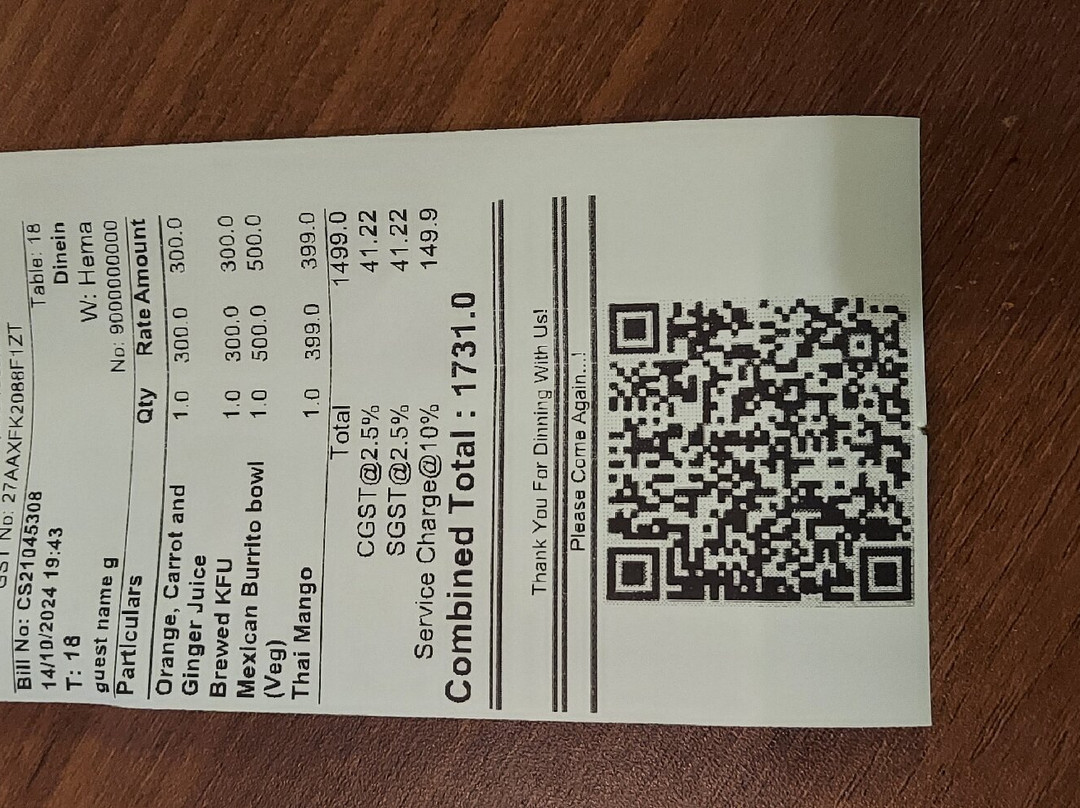 GST No: 27AAXFK2088F1ZT
Bill No: CS21045308
14/10/2024 19:43 Table: 18
T: 18 Dinein
guest name g W: Hema
No: 9000000000
Particulars Qty Rate Amount
Orange, Carrot and 1.0 300.0 300.0
Ginger Juice
Brewed KFU 1.0 300.0 300.0
Mexican Burrito bowl 1.0 500.0 500.0
(Veg)
Thai Mango 1.0 399.0 399.0
Total 1499.0
CGST@2.5% 41.22
SGST@2.5% 41.22
Service Charge@10% 149.9
Combined Total : 1731.0
Thank You For Dinning With Us!
Please Come Again...!